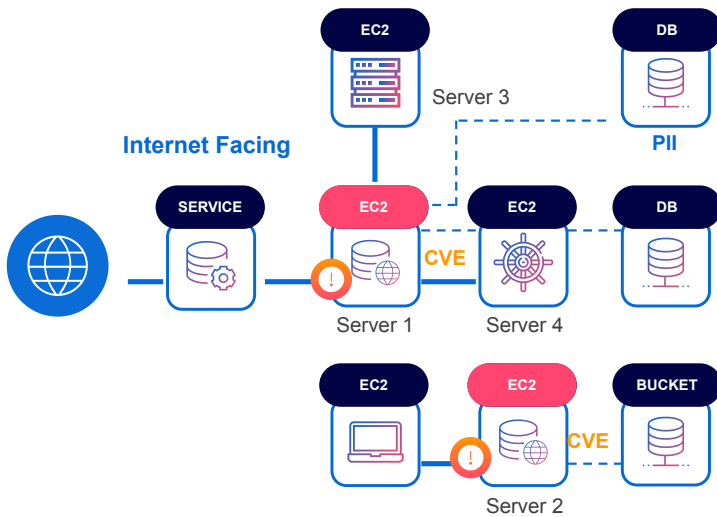 EC2
DB
Server 3
Internet Facing
PII
SERVICE
EC2
EC2
DB
CVE
!
Server 1
Server 4
EC2
EC2
BUCKET
CVE
!
Server 2